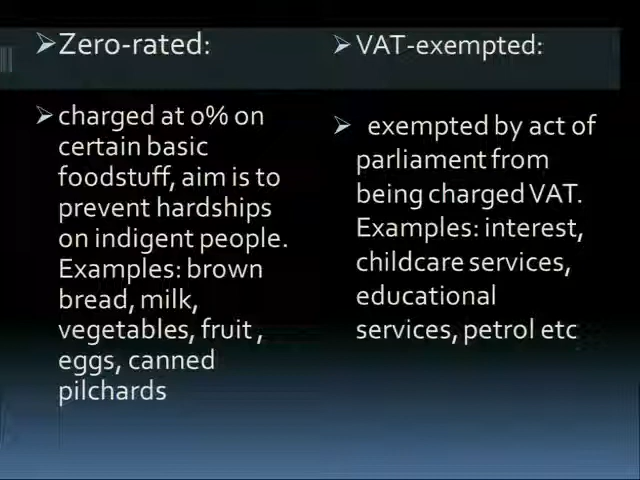 ➢Zero-rated:
➢charged at 0% on
certain basic
foodstuff, aim is to
prevent hardships
on indigent people.
Examples: brown
bread, milk,
vegetables, fruit ,
eggs, canned
pilchards
➢VAT-exempted:
➢ exempted by act of
parliament from
being charged VAT.
Examples: interest,
childcare services,
educational
services, petrol etc